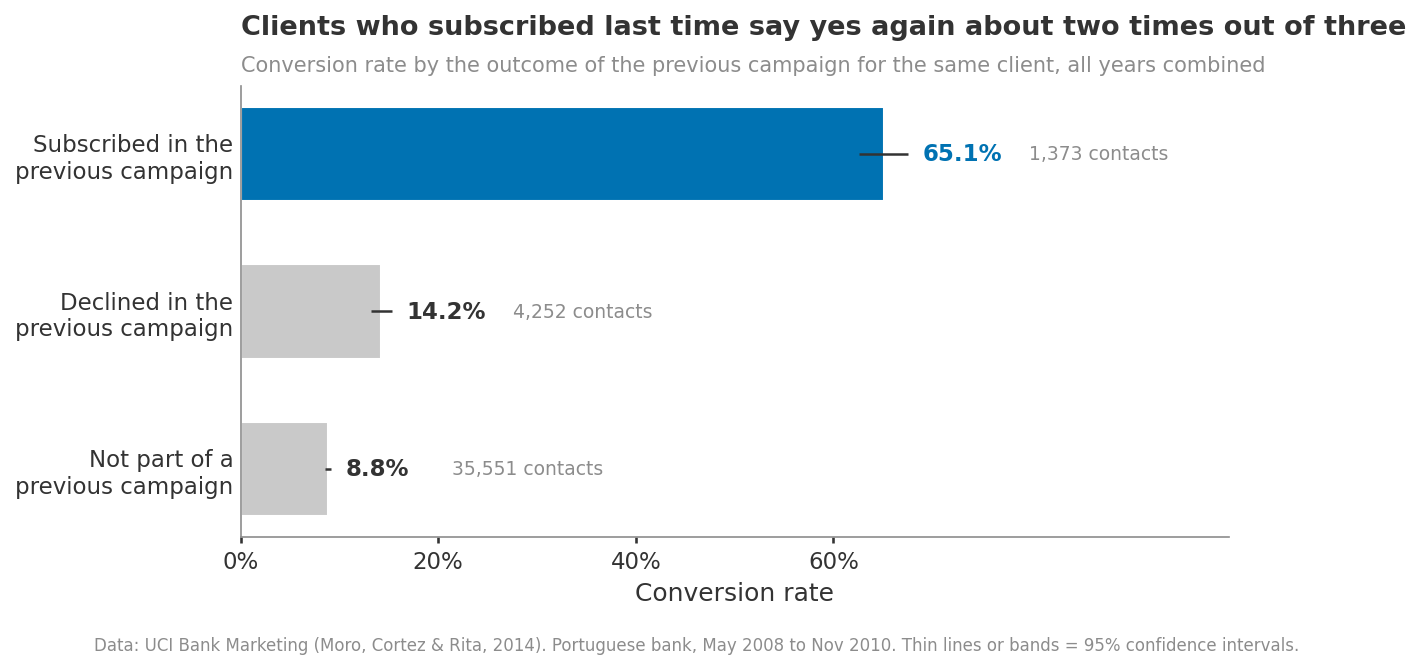 Clients who subscribed last time say yes again about two times out of three
Conversion rate by the outcome of the previous campaign for the same client, all years combined
Subscribed in the
previous campaign
65.1% 1,373 contacts
Declined in the
previous campaign
14.2% 4,252 contacts
Not part of a
previous campaign
8.8% 35,551 contacts
0% 20% 40% 60%
Conversion rate
Data: UCI Bank Marketing (Moro, Cortez & Rita, 2014). Portuguese bank, May 2008 to Nov 2010. Thin lines or bands = 95% confidence intervals.